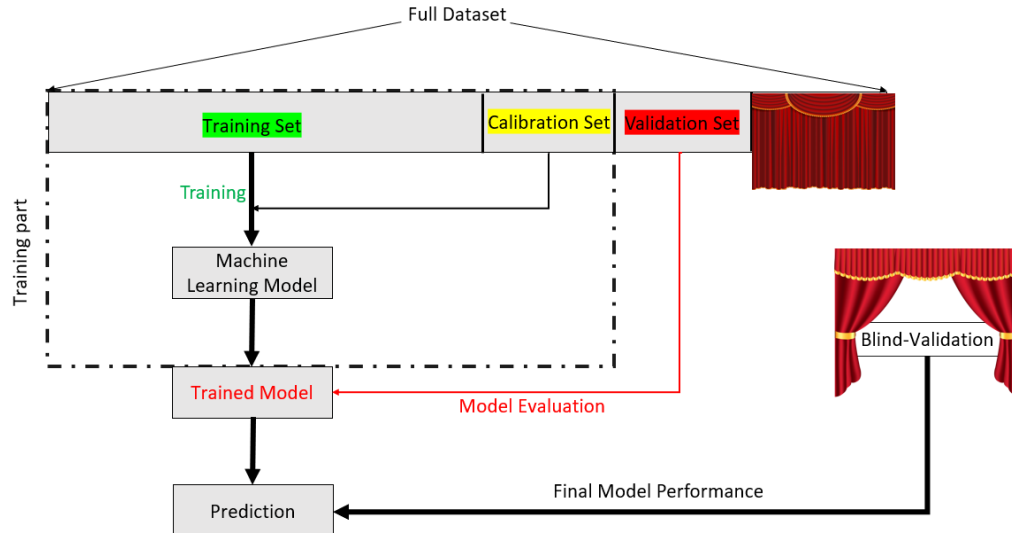 Full Dataset
Training Set
Calibration Set
Validation Set
Training
Training part
Machine
Learning Model
Blind-Validation
Trained Model
Model Evaluation
Final Model Performance
Prediction